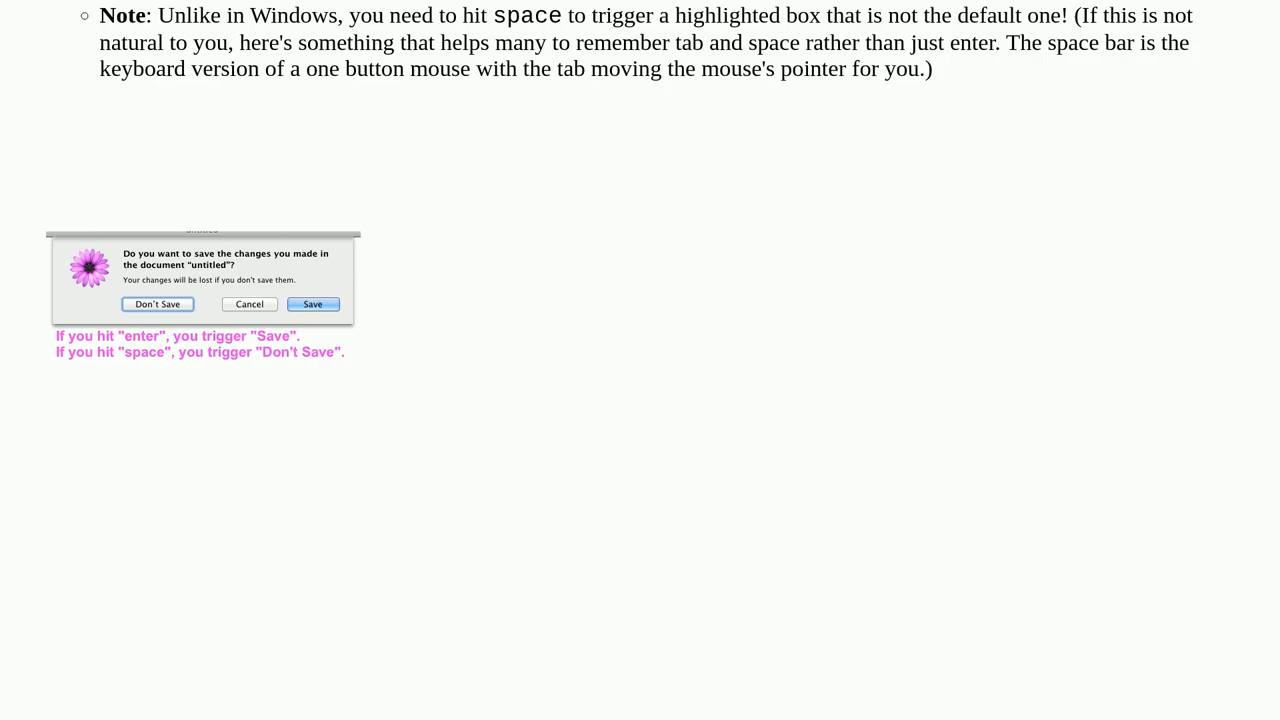 Note: Unlike in Windows, you need to hit space to trigger a highlighted box that is not the default one! (If this is not
natural to you, here's something that helps many to remember tab and space rather than just enter. The space bar is the
keyboard version of a one button mouse with the tab moving the mouse's pointer for you.)
Do you want to save the changes you made in
the document “untitled”?
Your changes will be lost if you don't save them.
Don't Save Cancel Save
If you hit "enter", you trigger "Save".
If you hit "space", you trigger "Don't Save".